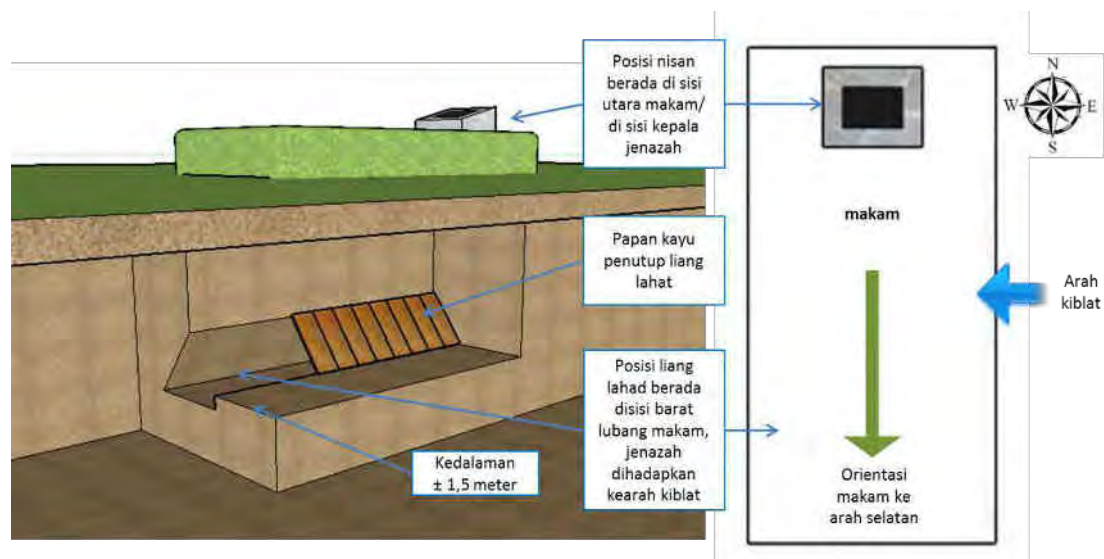 Posisi nisan
berada di sisi
utara makam/
di sisi kepala
jenazah
Papan kayu
penutup liang
lahat
Posisi liang
lahad berada
disisi barat
lubang makam,
jenazah
dihadapkan
kearah kiblat
Kedalaman
± 1,5 meter
N
W
E
S
makam
Arah
kiblat
Orientasi
makam ke
arah selatan